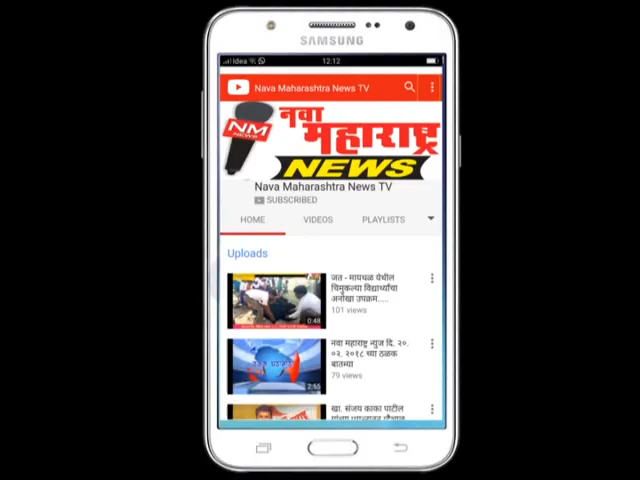 SAMSUNG
Idea 12:12
Nava Maharashtra News TV
नवा
महाराष्ट्र
NM
NEWS
NEWS
Nava Maharashtra News TV
SUBSCRIBED
HOME VIDEOS PLAYLISTS
Uploads
जत - मायथळ येथील
चिमुकल्या विद्यार्थ्यांचा
अनोखा उपक्रम.....
101 views
0:48
नवा महाराष्ट्र न्युज दि. २०.
०२. २०१८ च्या ठळक
बातम्या
79 views
2:55
खा. संजय काका पाटील